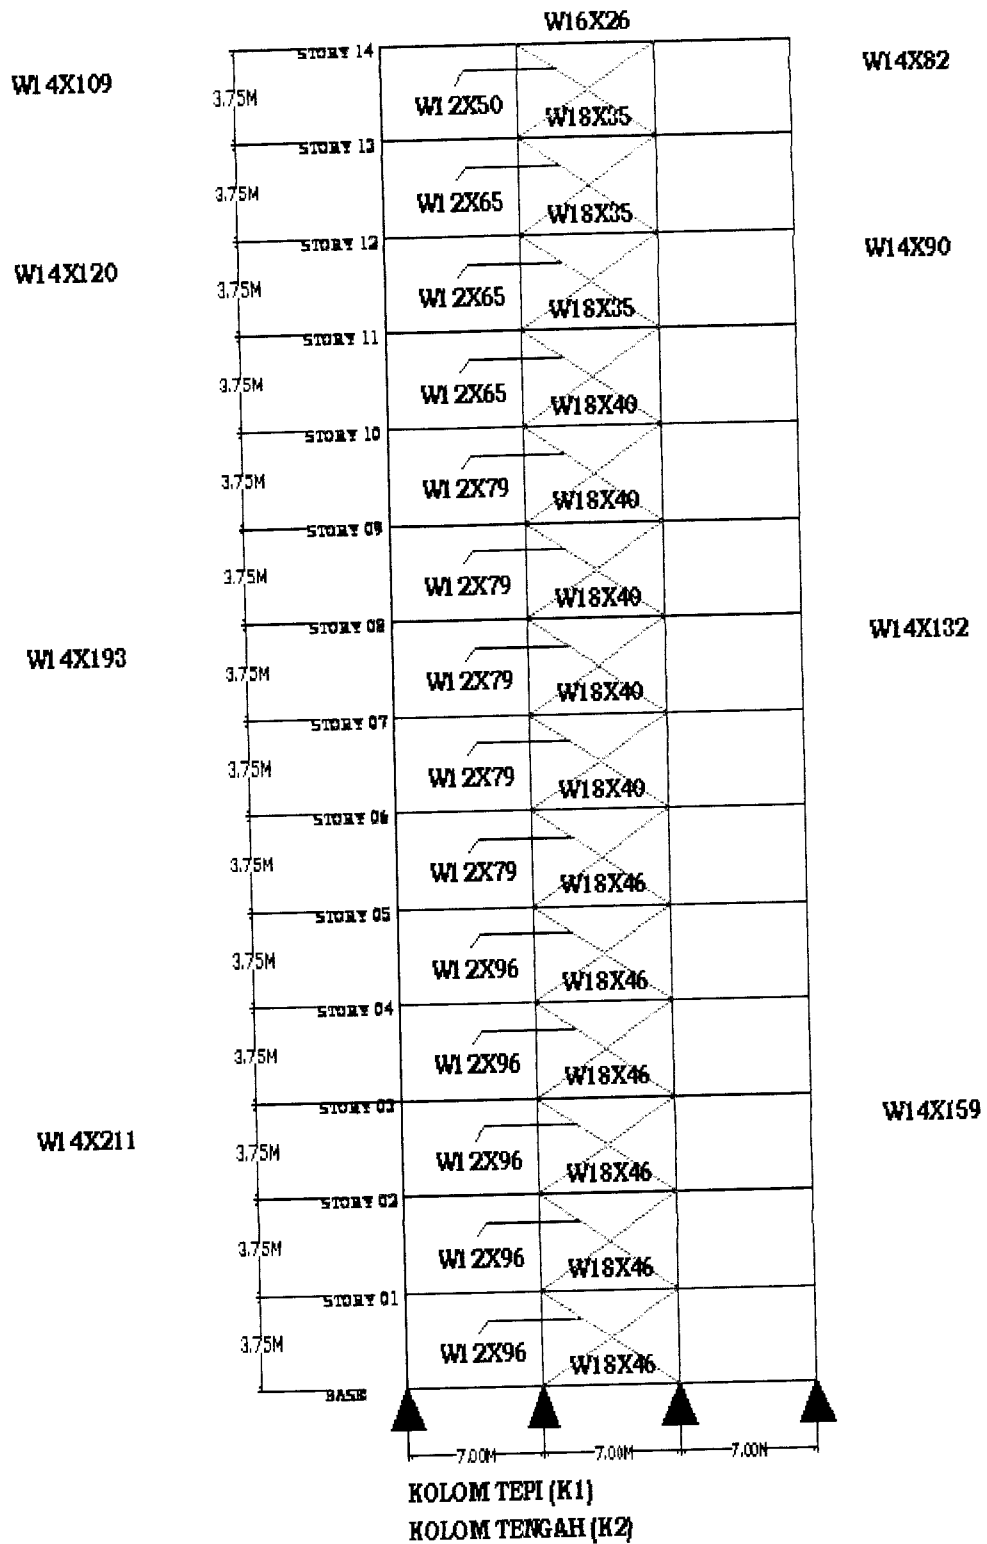 W16X26
STORY 14
W14X109
W14X82
3.75M
W12X50
W18X35
STORY 13
3.75M
W12X65
W18X35
STORY 12
W14X120
W14X90
3.75M
W12X65
W18X35
STORY 11
3.75M
W12X65
W18X40
STORY 10
3.75M
W12X79
W18X40
STORY 09
3.75M
W12X79
W18X40
STORY 08
W14X193
W14X132
3.75M
W12X79
W18X40
STORY 07
3.75M
W12X79
W18X40
STORY 06
3.75M
W12X79
W18X46
STORY 05
3.75M
W12X96
W18X46
STORY 04
3.75M
W12X96
W18X46
STORY 03
W14X211
W14X159
3.75M
W12X96
W18X46
STORY 02
3.75M
W12X96
W18X46
STORY 01
3.75M
W12X96
W18X46
BASE
7.00M 7.00M 7.00M
KOLOM TEPI (K1)
KOLOM TENGAH (K2)